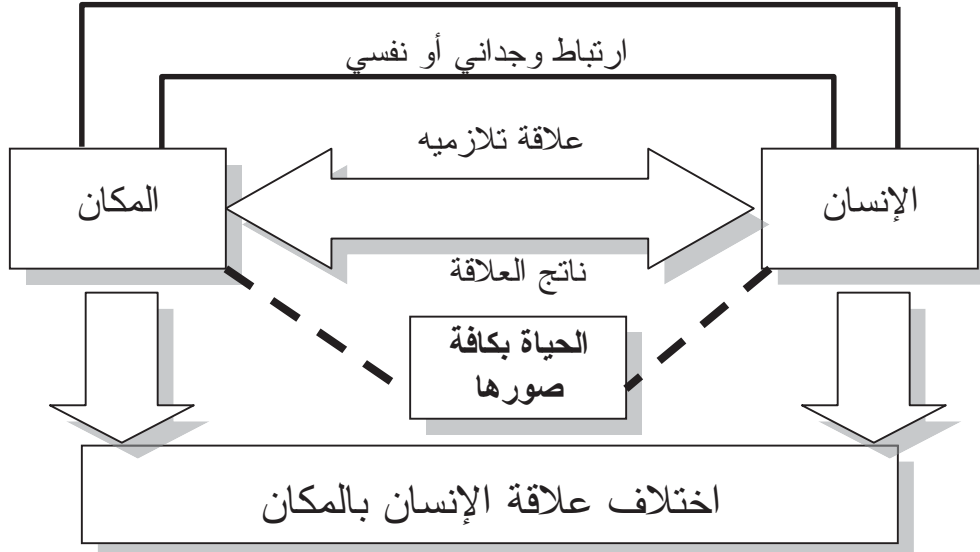 ارتباط وجداني أو نفسي
علاقة تلازميه
الإنسان
المكان
ناتج العلاقة
الحياة بكافة
صورها
اختلاف علاقة الإنسان بالمكان